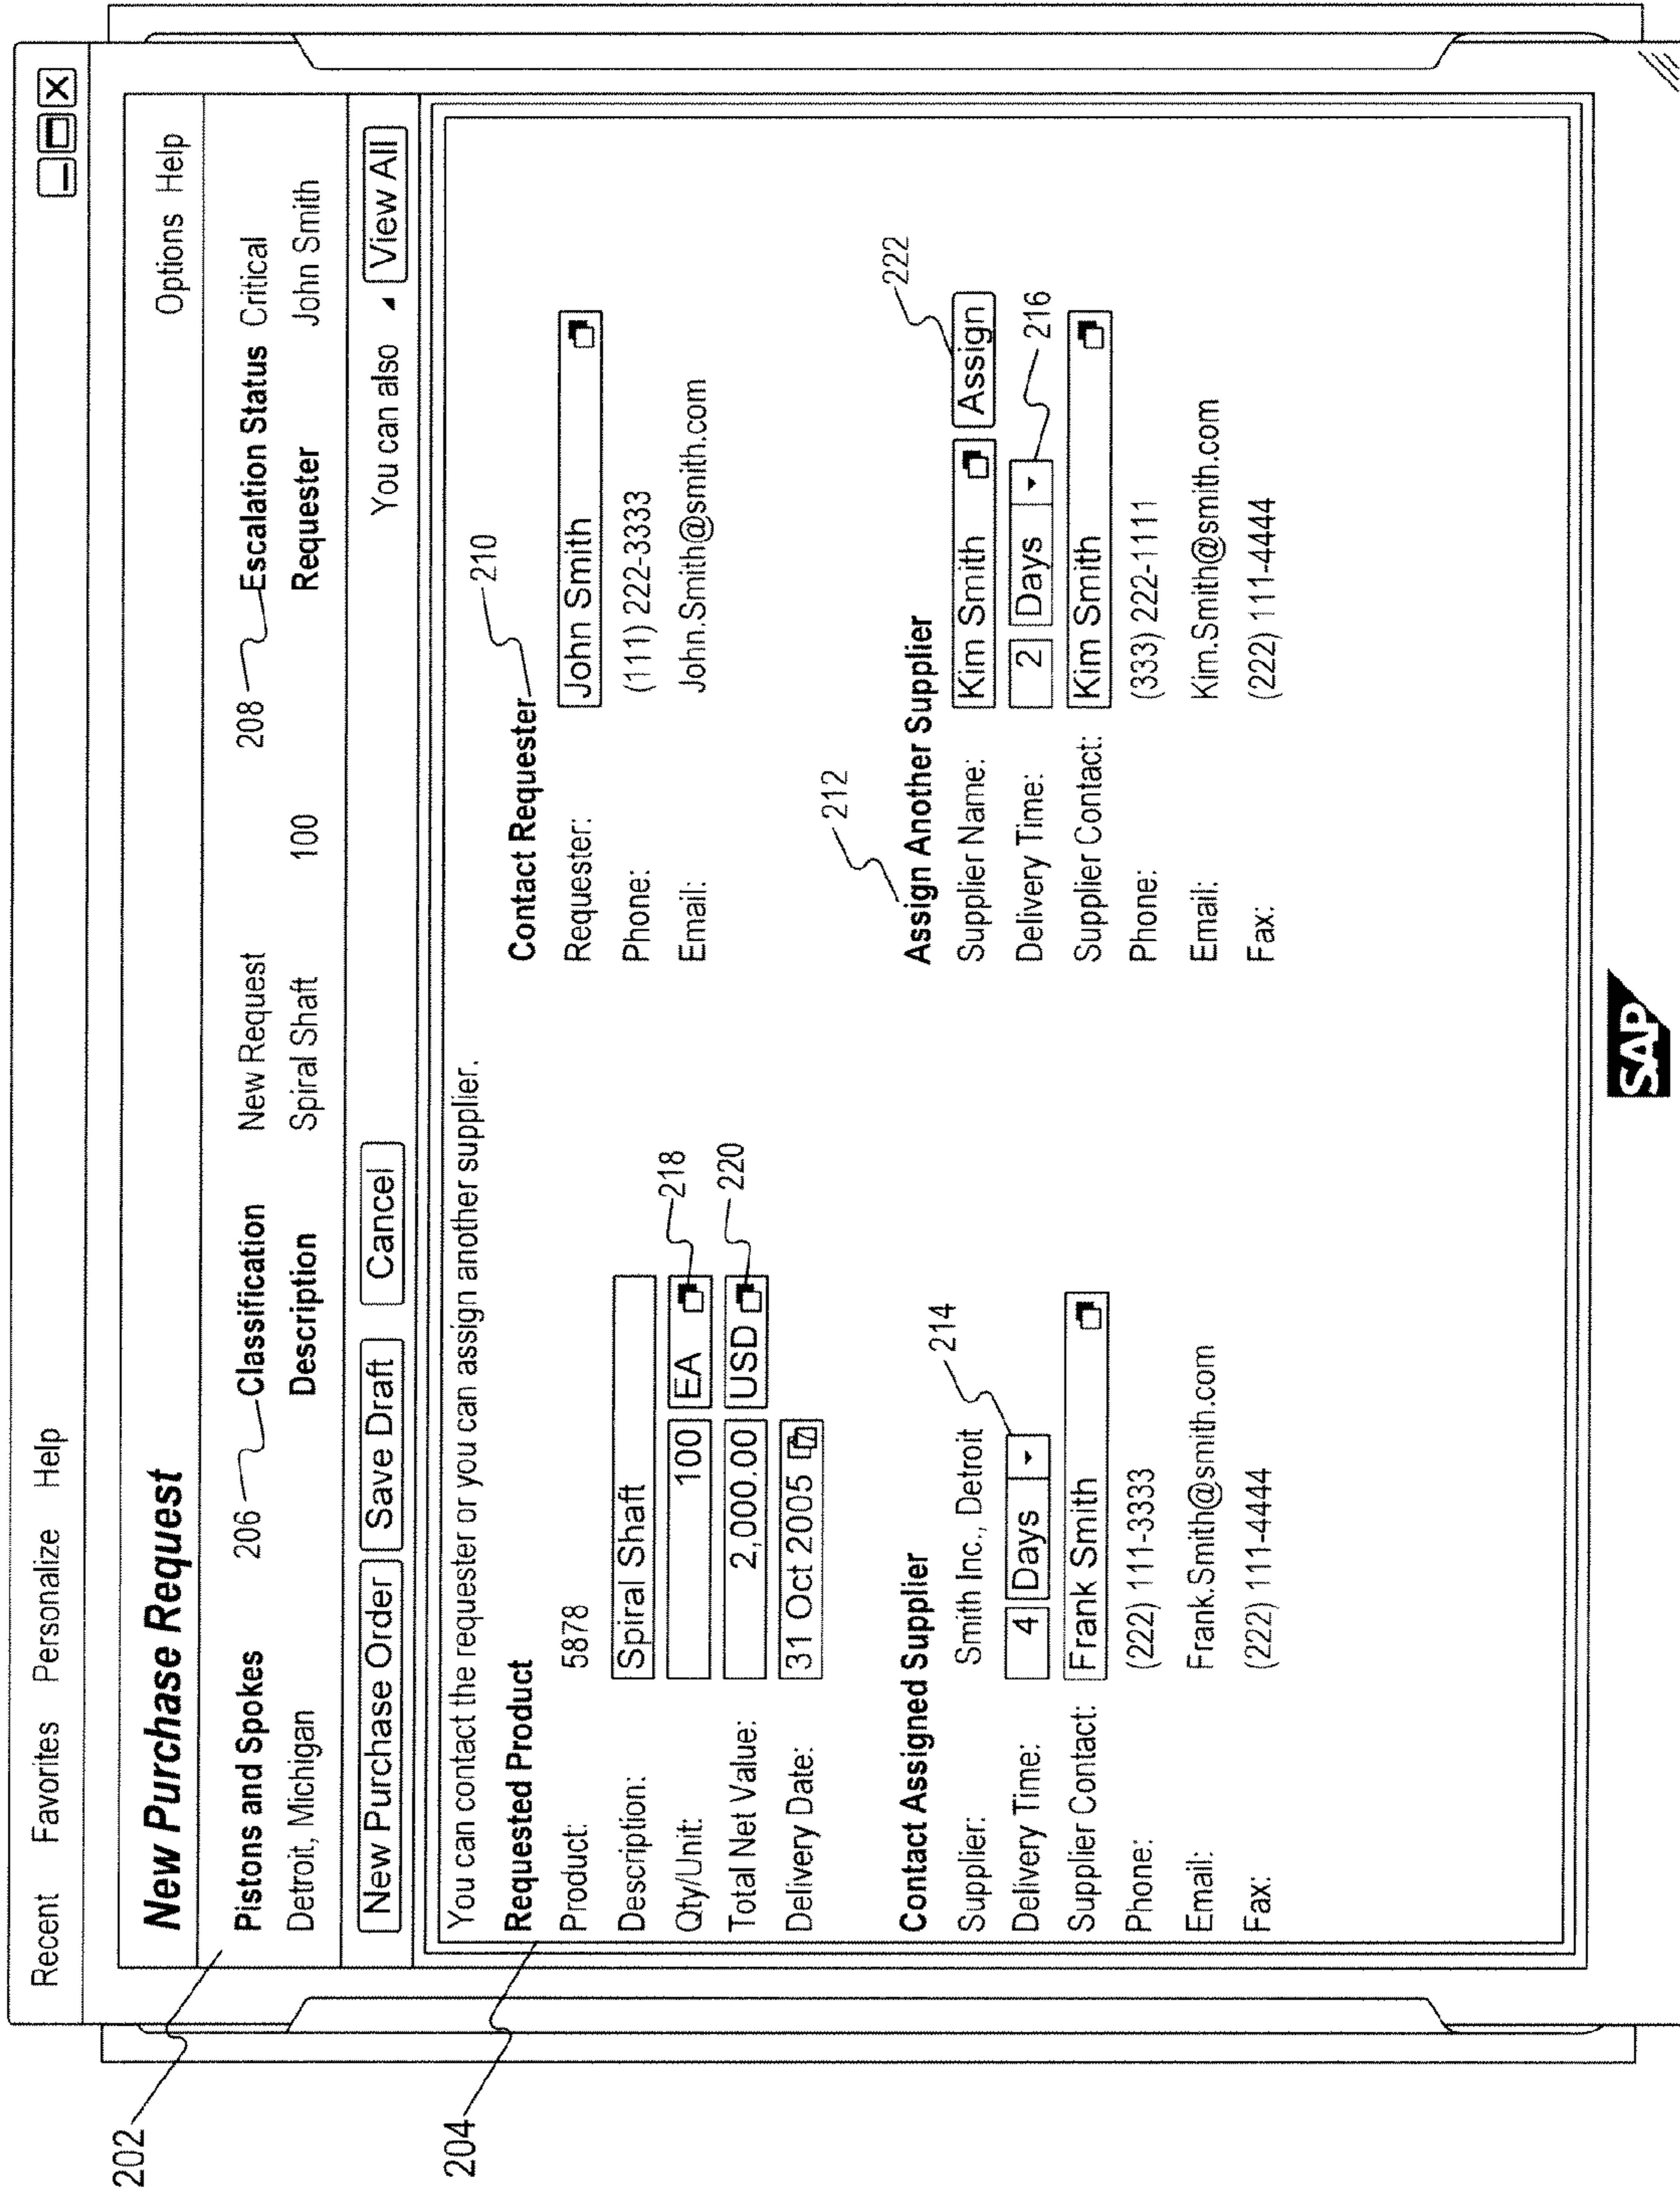 Recent Favorites Personalize Help
New Purchase Request
Options Help
202
Pistons and Spokes 206 Classification New Request 208 Escalation Status Critical
Detroit, Michigan Description Spiral Shaft 100 Requester John Smith
New Purchase Order Save Draft Cancel You can also View All
204
You can contact the requester or you can assign another supplier.
210
Requested Product
Product: 5878
Description: Spiral Shaft
Qty/Unit: 100 EA 218
Total Net Value: 2,000.00 USD 220
Delivery Date: 31 Oct 2005
Contact Requester
Requester: John Smith
Phone: (111) 222-3333
Email: John.Smith@smith.com
Contact Assigned Supplier
Supplier: Smith Inc., Detroit 214
Delivery Time: 4 Days
Supplier Contact: Frank Smith
Phone: (222) 111-3333
Email: Frank.Smith@smith.com
Fax: (222) 111-4444
212
222
Assign Another Supplier
Supplier Name: Kim Smith Assign
Delivery Time: 2 Days 216
Supplier Contact: Kim Smith
Phone: (333) 222-1111
Email: Kim.Smith@smith.com
Fax: (222) 111-4444
SAP